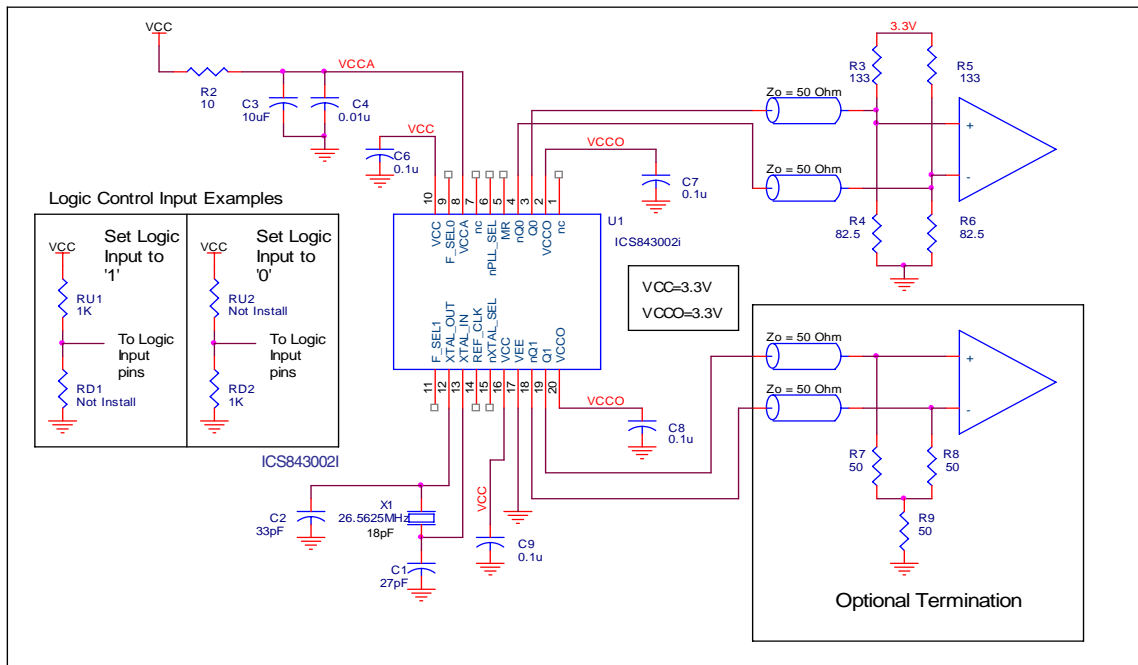 VCC
R2
10
VCCA
C3
10uF
C4
0.01u
VCC
C6
0.1u
VCCO
C7
0.1u
3.3V
R3
133
R5
133
Zo = 50 Ohm
Zo = 50 Ohm
+
-
R4
82.5
R6
82.5
Logic Control Input Examples
Set Logic
Input to
'1'
VCC
RU1
1K
To Logic
Input
pins
RD1
Not Install
Set Logic
Input to
'0'
VCC
RU2
Not Install
To Logic
Input
pins
RD2
1K
ICS843002I
10
9
8
7
6
5
4
3
2
1
VCC
F_SEL0
VCCA
nc
nPLL_SEL
MR
nQ0
Q0
VCCO
nc
U1
ICS843002i
F_SEL1
XTAL_OUT
XTAL_IN
REF_CLK
nXTAL_SEL
VCC
VEE
nQ1
Q1
VCCO
11
12
13
14
15
16
17
18
19
20
VCC=3.3V
VCCO=3.3V
VCCO
C8
0.1u
C2
33pF
X1
26.5625MHz
18pF
C1
27pF
VCC
C9
0.1u
Zo = 50 Ohm
Zo = 50 Ohm
+
-
R7
50
R8
50
R9
50
Optional Termination